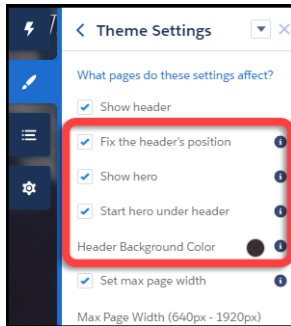 Theme Settings
What pages do these settings affect?
Show header
Fix the header's position
Show hero
Start hero under header
Header Background Color
Set max page width
Max Page Width (640px - 1920px)